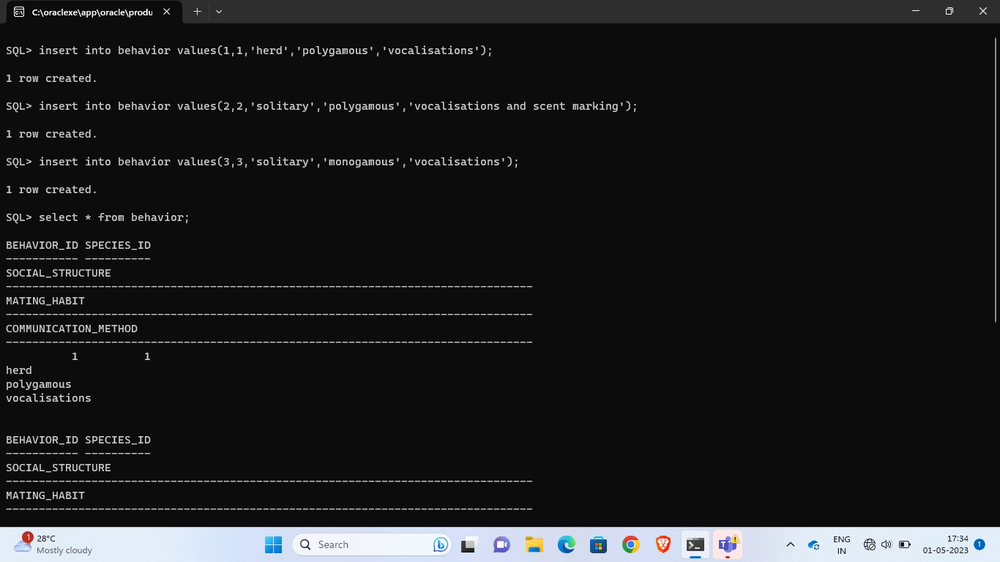 C:\oraclexe\app\oracle\produ
SQL> insert into behavior values(1,1,'herd','polygamous','vocalisations');
1 row created.
SQL> insert into behavior values(2,2,'solitary','polygamous','vocalisations and scent marking');
1 row created.
SQL> insert into behavior values(3,3,'solitary','monogamous','vocalisations');
1 row created.
SQL> select * from behavior;
BEHAVIOR_ID SPECIES_ID
----------- ----------
SOCIAL_STRUCTURE
--------------------------------------------------------------------------------
MATING_HABIT
--------------------------------------------------------------------------------
COMMUNICATION_METHOD
--------------------------------------------------------------------------------
1 1
herd
polygamous
vocalisations
BEHAVIOR_ID SPECIES_ID
----------- ----------
SOCIAL_STRUCTURE
--------------------------------------------------------------------------------
MATING_HABIT
--------------------------------------------------------------------------------
1
28°C
Mostly cloudy
Search
ENG
IN
17:34
01-05-2023
1